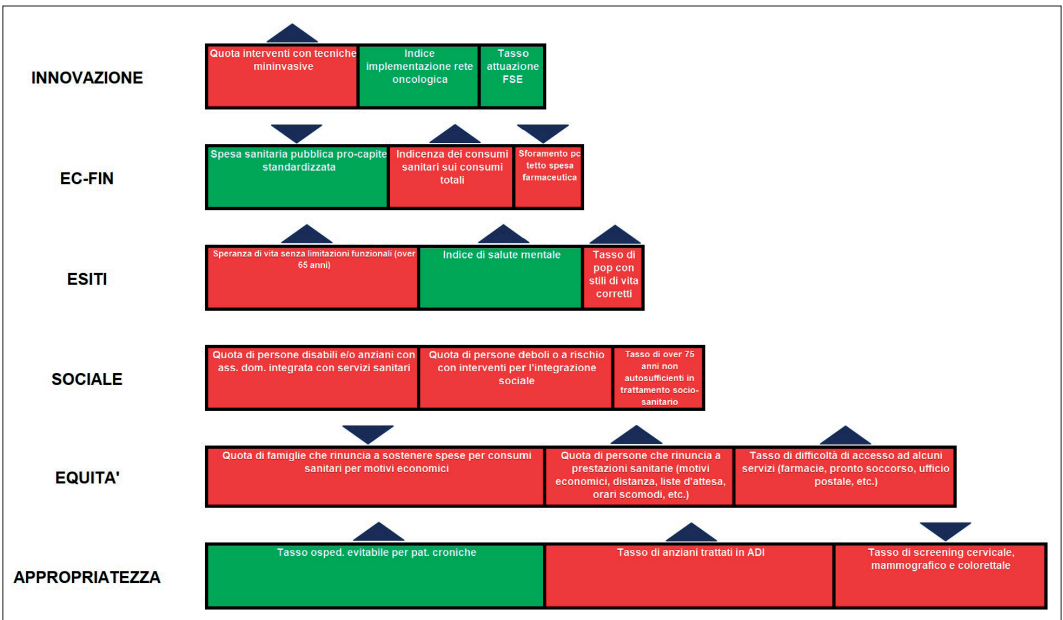 INNOVAZIONE
Quota interventi con tecniche
mininvasive
Indice
implementazione rete
oncologica
Tasso
attuazione
FSE
EC-FIN
Spesa sanitaria pubblica pro-capite
standardizzata
Indicenza dei consumi
sanitari sui consumi
totali
Sforamento pc
tetto spesa
farmaceutica
ESITI
Speranza di vita senza limitazioni funzionali (over
65 anni)
Indice di salute mentale
Tasso di
pop con
stili di vita
corretti
SOCIALE
Quota di persone disabili e/o anziani con
ass. dom. integrata con servizi sanitari
Quota di persone deboli o a rischio
con interventi per l'integrazione
sociale
Tasso di over 75
anni non
autosufficienti in
trattamento socio-
sanitario
EQUITA'
Quota di famiglie che rinuncia a sostenere spese per consumi
sanitari per motivi economici
Quota di persone che rinuncia a
prestazioni sanitarie (motivi
economici, distanza, liste d'attesa,
orari scomodi, etc.)
Tasso di difficoltà di accesso ad alcuni
servizi (farmacie, pronto soccorso, ufficio
postale, etc.)
APPROPRIATEZZA
Tasso osped. evitabile per pat. croniche
Tasso di anziani trattati in ADI
Tasso di screening cervicale,
mammografico e colorettale